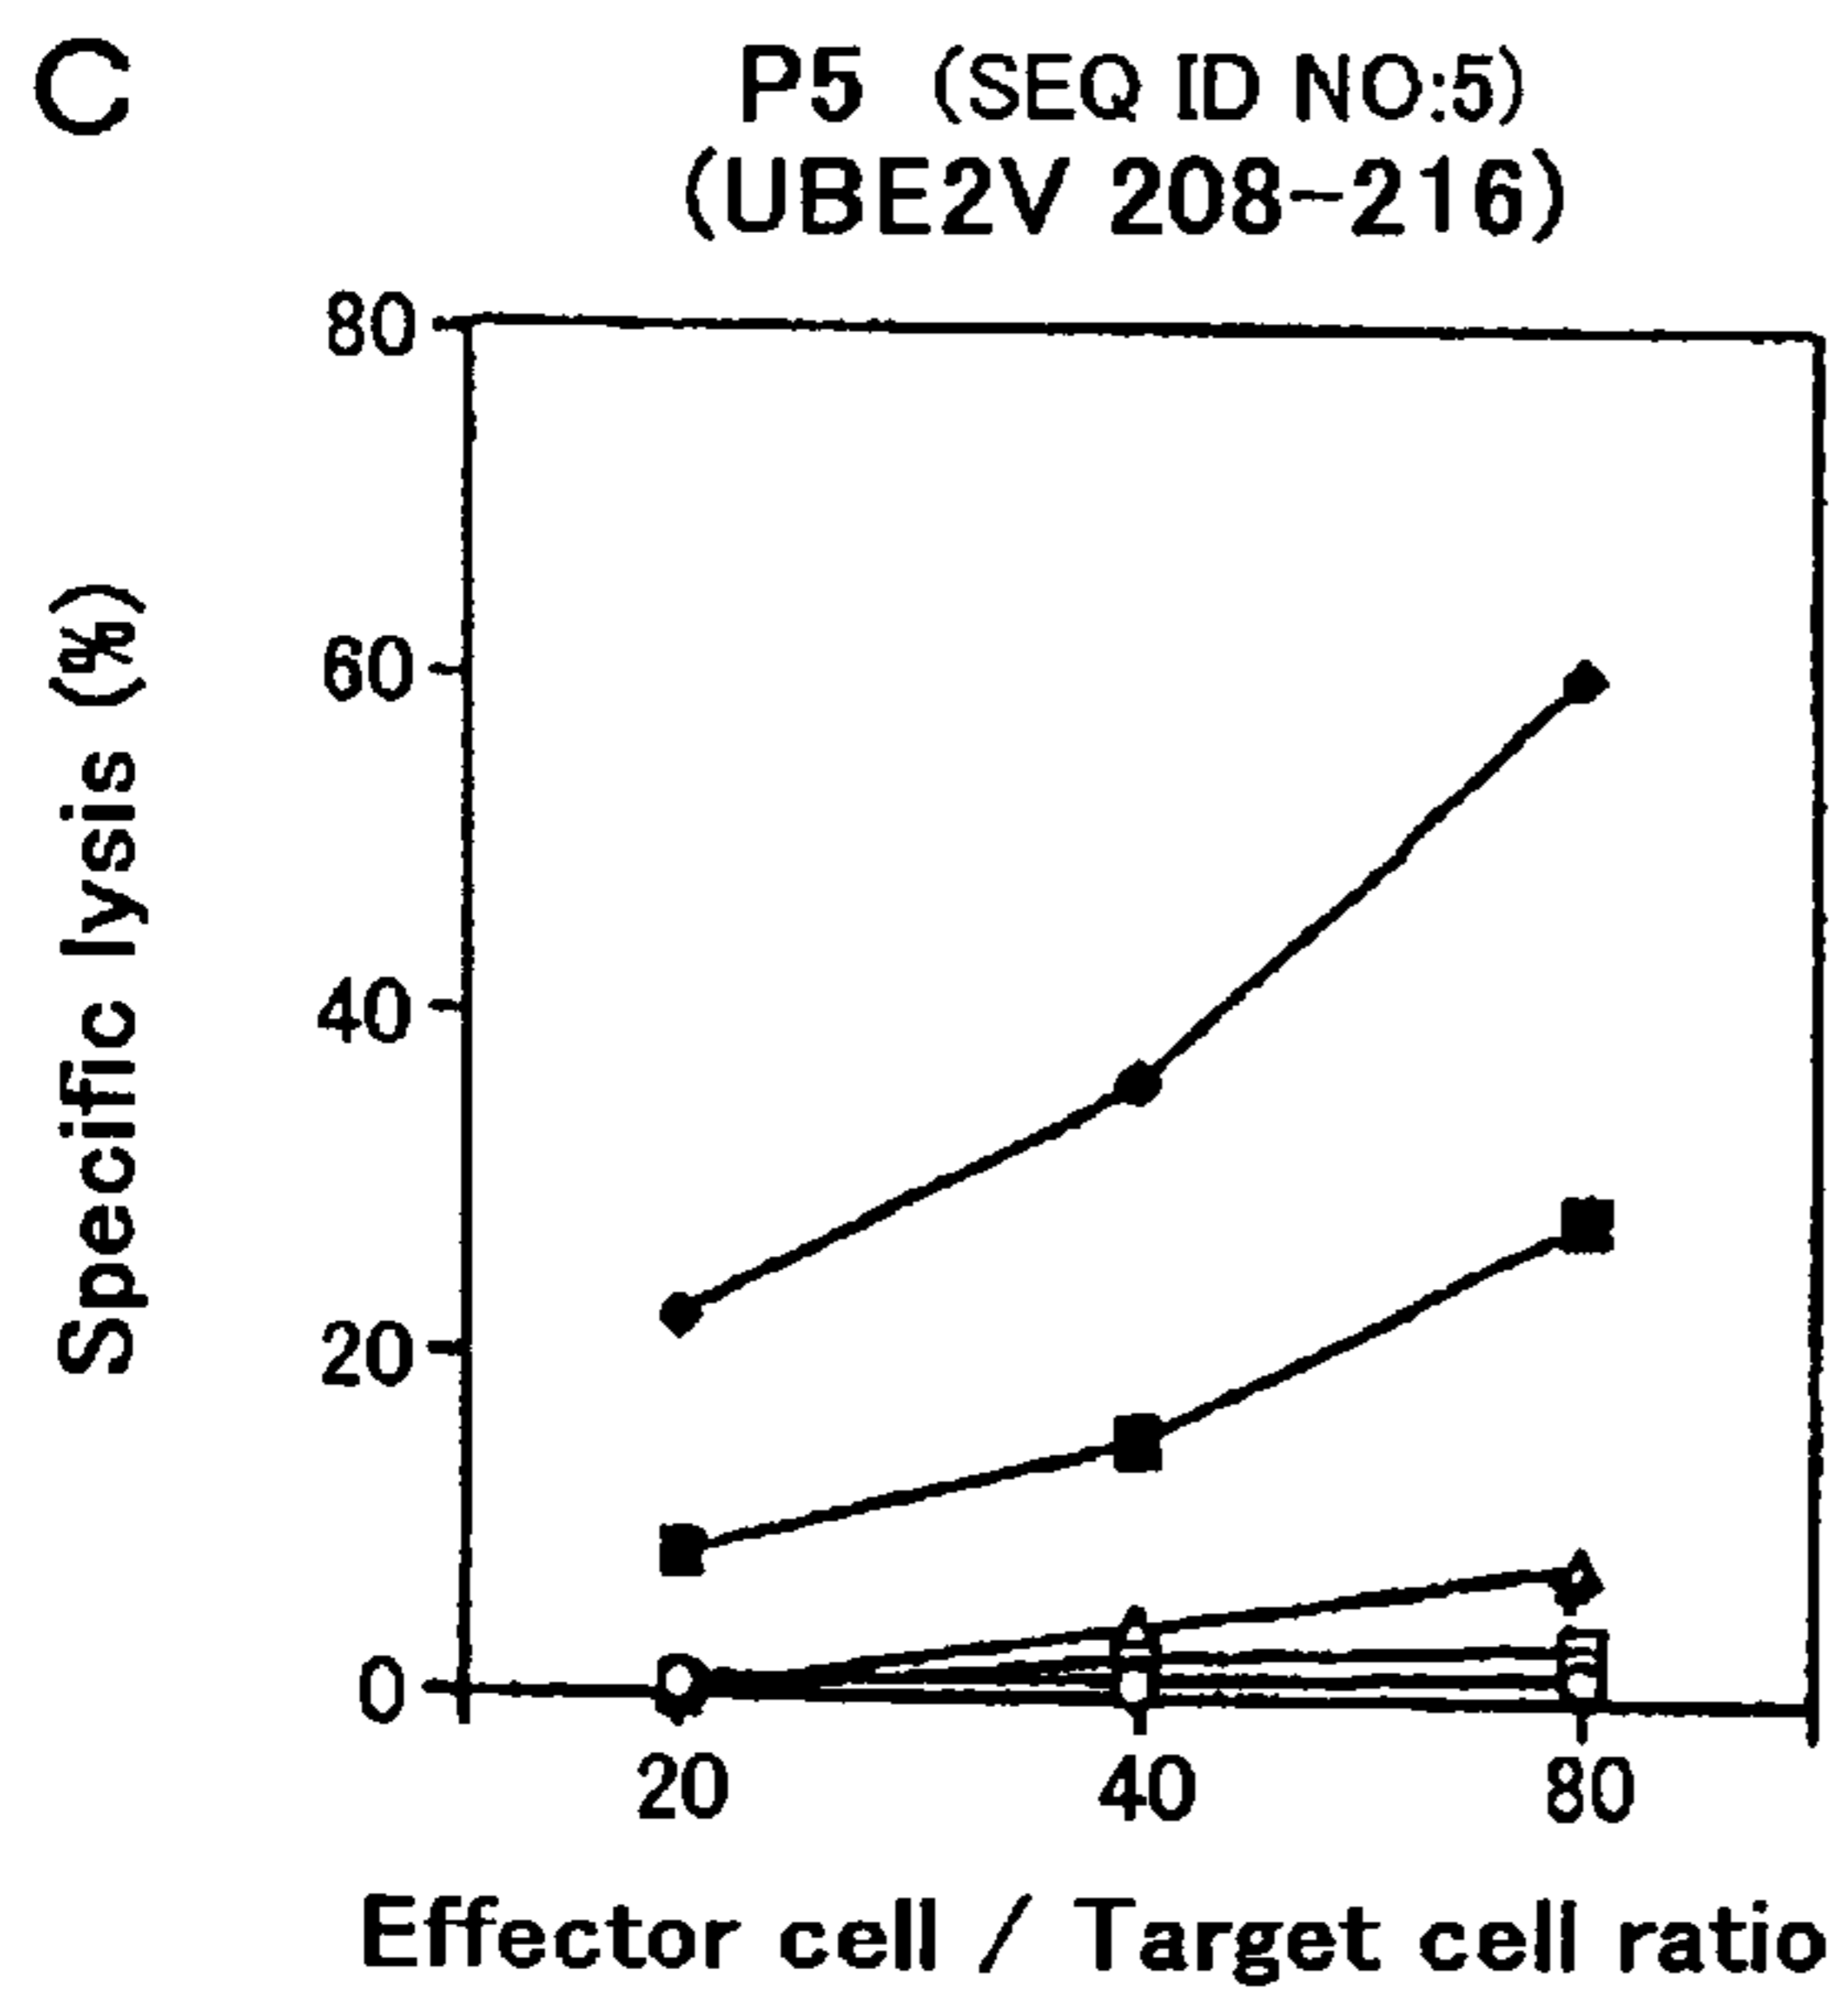 C
P5 (SEQ ID NO:5)
(UBE2V 208-216)
80
60
40
20
0
Specific lysis (%)
20 40 80
Effector cell / Target cell ratio